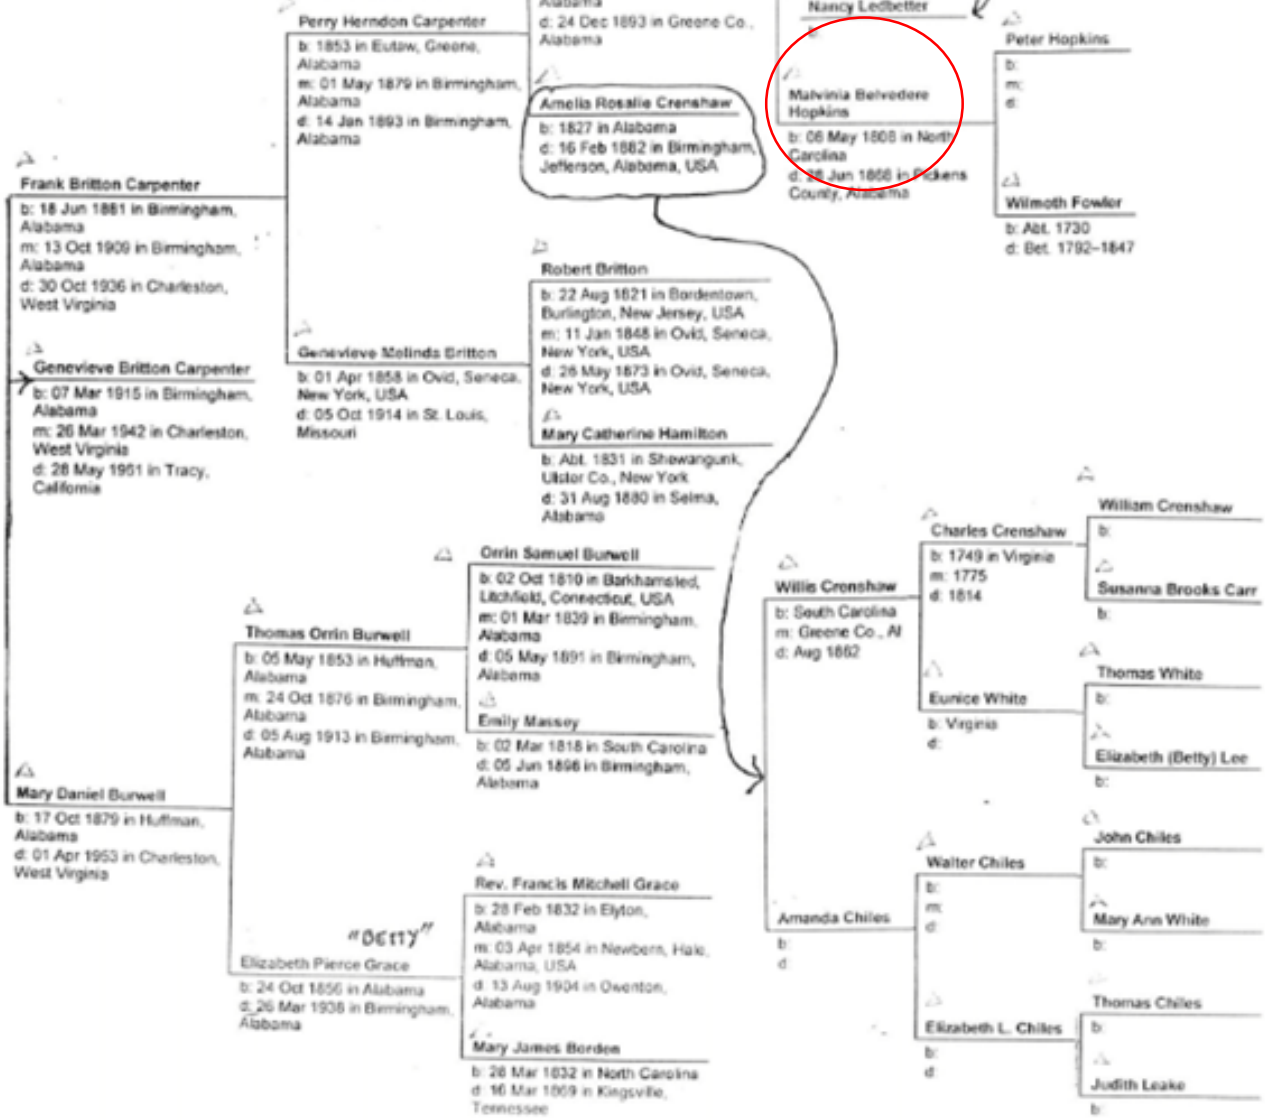 Perry Herndon Carpenter
b: 1853 in Eutaw, Greene,
Alabama
m: 01 May 1879 in Birmingham,
Alabama
d: 14 Jan 1893 in Birmingham,
Alabama
Alabama
d: 24 Dec 1893 in Greene Co.,
Alabama
Amelia Rosalie Crenshaw
b: 1827 in Alabama
d: 16 Feb 1882 in Birmingham,
Jefferson, Alabama, USA
Nancy Ledbetter
b:
Malvinia Belvedere
Hopkins
b: 06 May 1808 in North
Carolina
d: 28 Jun 1868 in Pickens
County, Alabama
Peter Hopkins
b:
m:
d:
Wilmoth Fowler
b: Abt. 1730
d: Bet. 1792–1847
Frank Britton Carpenter
b: 18 Jun 1881 in Birmingham,
Alabama
m: 13 Oct 1909 in Birmingham,
Alabama
d: 30 Oct 1936 in Charleston,
West Virginia
Genevieve Britton Carpenter
b: 07 Mar 1915 in Birmingham,
Alabama
m: 26 Mar 1942 in Charleston,
West Virginia
d: 28 May 1951 in Tracy,
California
Genevieve Melinda Britton
b: 01 Apr 1858 in Ovid, Seneca,
New York, USA
d: 05 Oct 1914 in St. Louis,
Missouri
Robert Britton
b: 22 Aug 1821 in Bordentown,
Burlington, New Jersey, USA
m: 11 Jan 1848 in Ovid, Seneca,
New York, USA
d: 26 May 1873 in Ovid, Seneca,
New York, USA
Mary Catherine Hamilton
b: Abt. 1831 in Shewangunk,
Ulster Co., New York
d: 31 Aug 1880 in Selma,
Alabama
Orrin Samuel Burwell
b: 02 Oct 1810 in Barkhamsted,
Litchfield, Connecticut, USA
m: 01 Mar 1839 in Birmingham,
Alabama
d: 05 May 1891 in Birmingham,
Alabama
Emily Massey
b: 02 Mar 1818 in South Carolina
d: 05 Jun 1898 in Birmingham,
Alabama
Thomas Orrin Burwell
b: 05 May 1853 in Huffman,
Alabama
m: 24 Oct 1876 in Birmingham,
Alabama
d: 05 Aug 1913 in Birmingham,
Alabama
Mary Daniel Burwell
b: 17 Oct 1879 in Huffman,
Alabama
d: 01 Apr 1953 in Charleston,
West Virginia
"BETTY"
Elizabeth Pierce Grace
b: 24 Oct 1856 in Alabama
d: 26 Mar 1938 in Birmingham,
Alabama
Rev. Francis Mitchell Grace
b: 28 Feb 1832 in Elyton,
Alabama
m: 03 Apr 1854 in Newbern, Hale,
Alabama, USA
d: 13 Aug 1904 in Owenton,
Alabama
Mary James Borden
b: 28 Mar 1832 in North Carolina
d: 16 Mar 1869 in Kingsville,
Tennessee
Willis Crenshaw
b: South Carolina
m: Greene Co., Al
d: Aug 1862
Charles Crenshaw
b: 1749 in Virginia
m: 1775
d: 1814
William Crenshaw
b:
Susanna Brooks Carr
b:
Eunice White
b: Virginia
d:
Thomas White
b:
Elizabeth (Betty) Lee
b:
Amanda Chiles
b:
d
Walter Chiles
b:
m:
d:
John Chiles
b:
Mary Ann White
b:
Elizabeth L. Chiles
b:
d
Thomas Chiles
b:
Judith Leake
b: